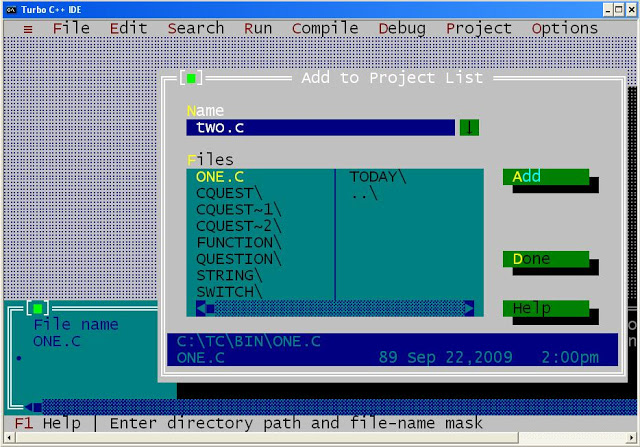 Turbo C++ IDE
≡ File Edit Search Run Compile Debug Project Options
Add to Project List
Name
two.c
Files
ONE.C TODAY\
CQUEST\ ..\
CQUEST~1\
CQUEST~2\
FUNCTION\
QUESTION\
STRING\
SWITCH\
Add
Done
Help
C:\TC\BIN\ONE.C
ONE.C 89 Sep 22,2009 2:00pm
File name
ONE.C
F1 Help | Enter directory path and file-name mask